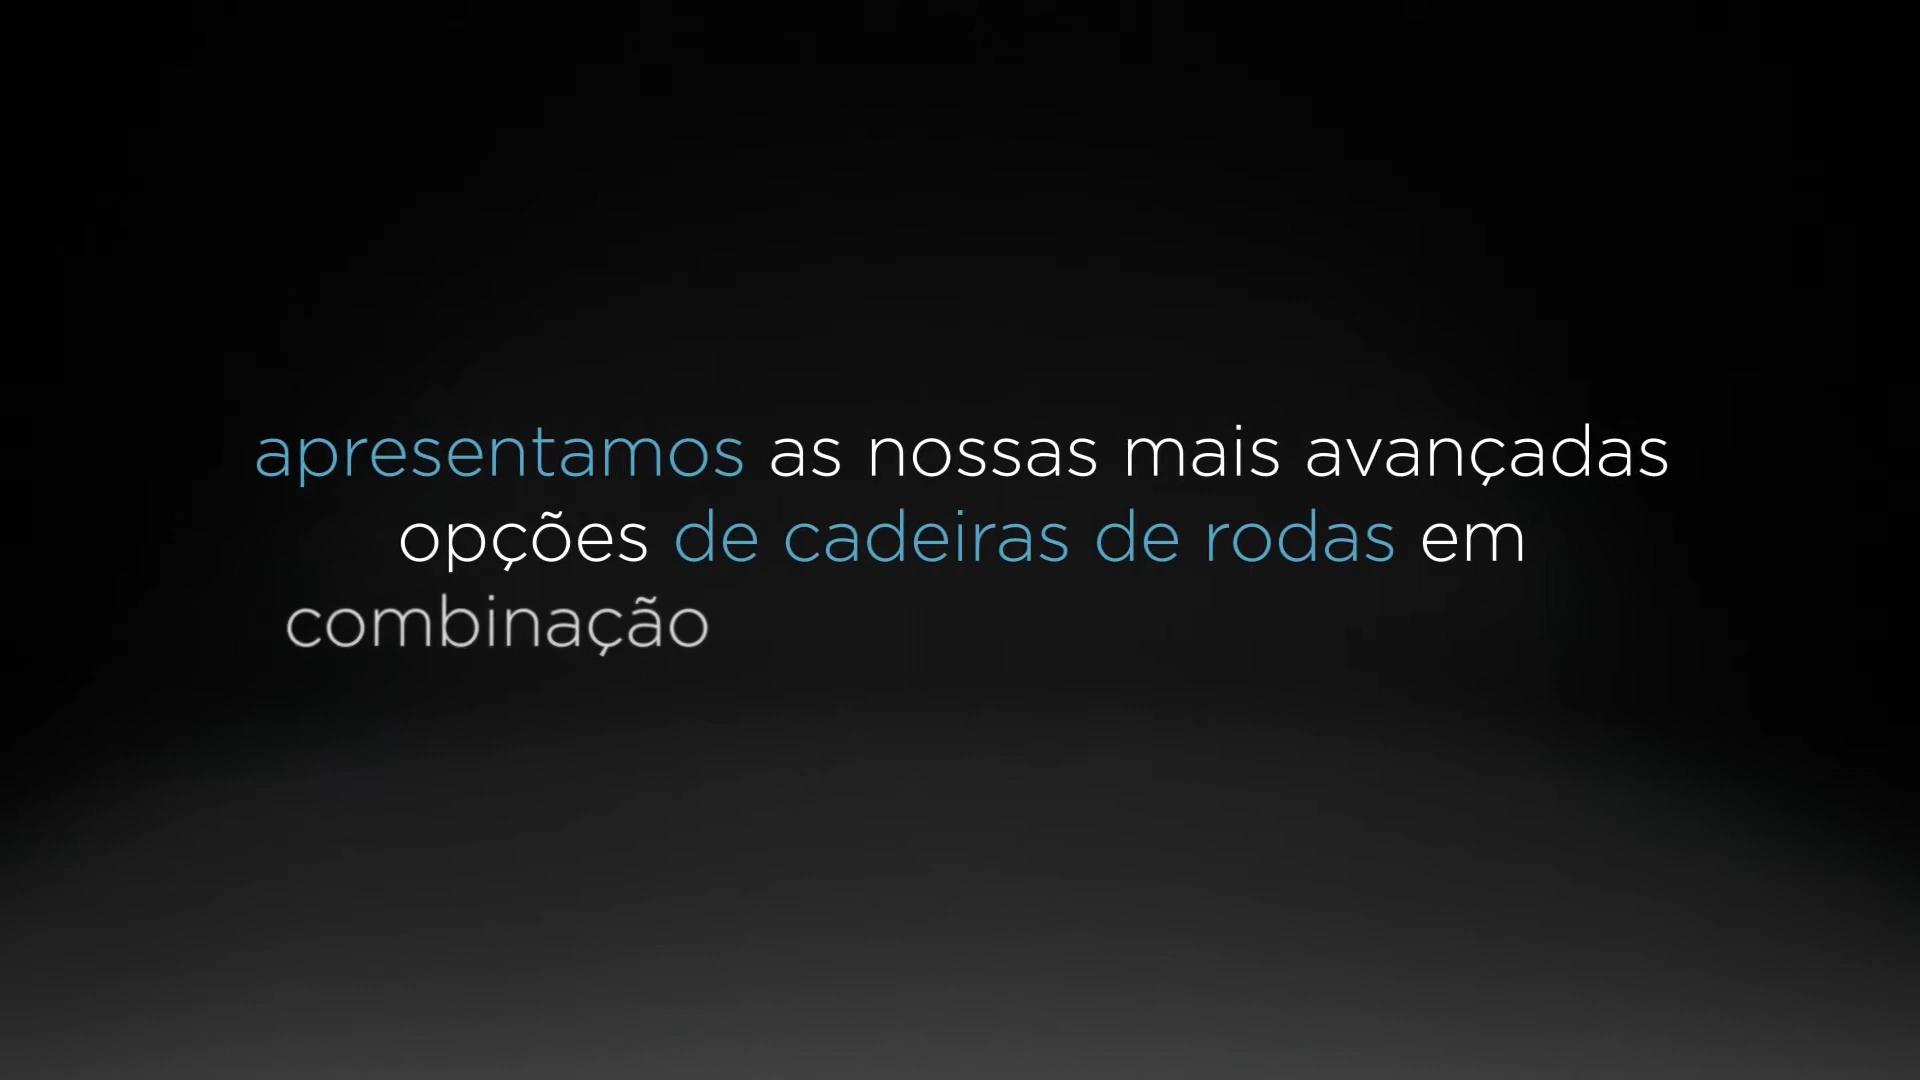 apresentamos as nossas mais avançadas
opções de cadeiras de rodas em
combinação